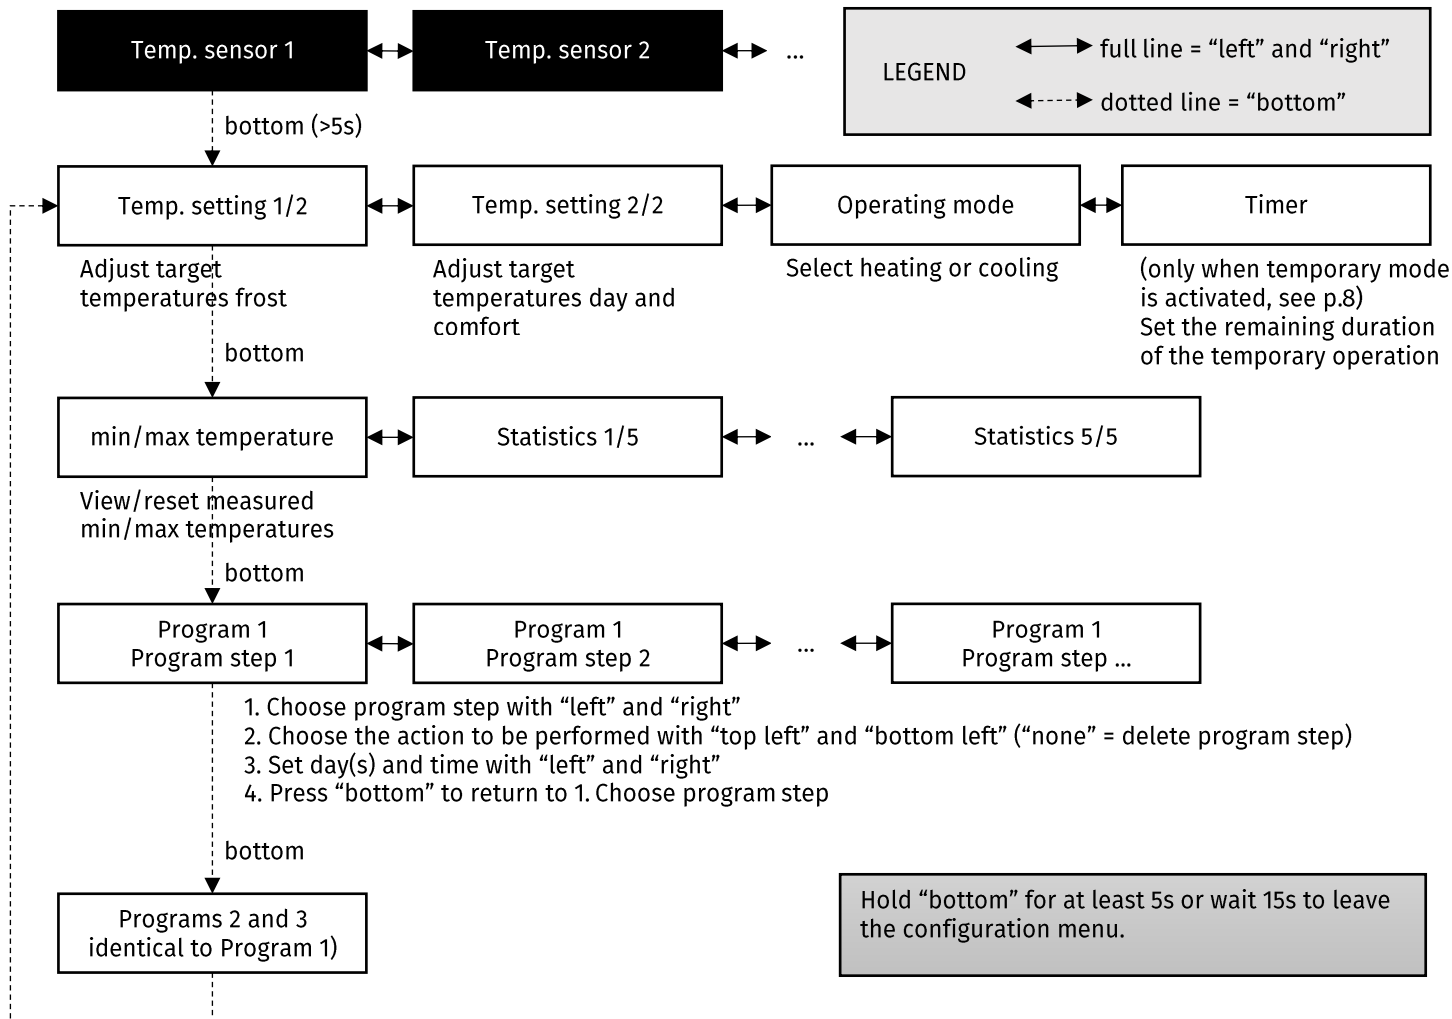 Temp. sensor 1
Temp. sensor 2
...
LEGEND
full line = “left” and “right”
dotted line = “bottom”
bottom (>5s)
Temp. setting 1/2
Temp. setting 2/2
Operating mode
Timer
Adjust target
temperatures frost
Adjust target
temperatures day and
comfort
Select heating or cooling
(only when temporary mode
is activated, see p.8)
Set the remaining duration
of the temporary operation
bottom
min/max temperature
Statistics 1/5
...
Statistics 5/5
View/reset measured
min/max temperatures
bottom
Program 1
Program step 1
Program 1
Program step 2
...
Program 1
Program step ...
1. Choose program step with “left” and “right”
2. Choose the action to be performed with “top left” and “bottom left” (“none” = delete program step)
3. Set day(s) and time with “left” and “right”
4. Press “bottom” to return to 1. Choose program step
bottom
Programs 2 and 3
identical to Program 1)
Hold “bottom” for at least 5s or wait 15s to leave
the configuration menu.